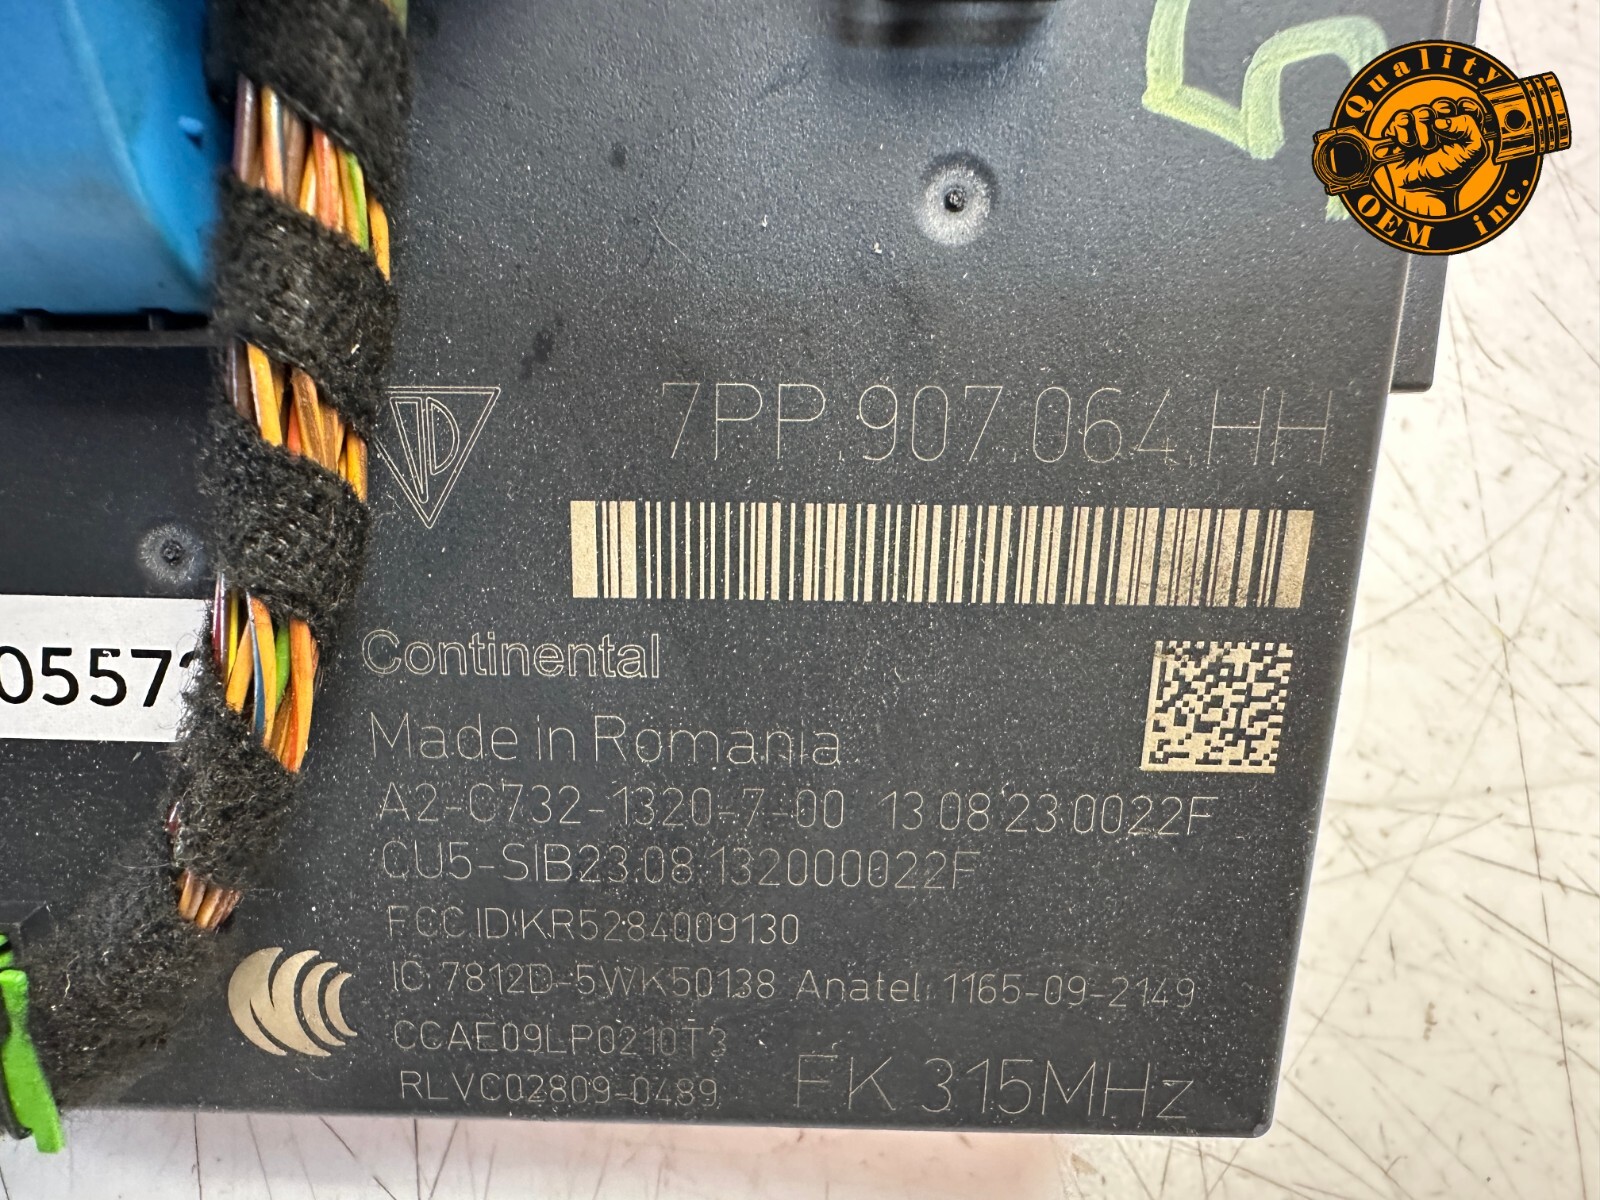 5
Quality
OEM inc.
7PP.907.064.HH
Continental
05572
Made in Romania
A2-C732-1320-7-00 13 08 23 0022F
CU5-SIB23.08.132000022F
FCC ID:KR5284009130
IC: 7812D-5WK50138 Anatel: 1165-09-2149
CCAE09LP0210T3
RLVC02809-0489
FK 315MHz